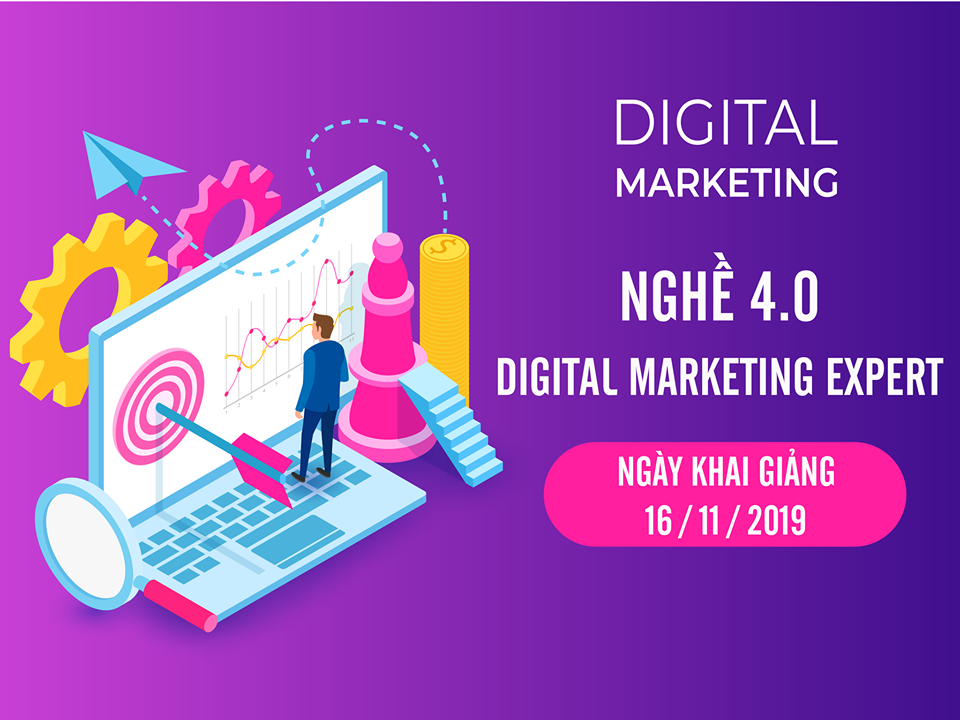 DIGITAL
MARKETING
NGHỀ 4.0
DIGITAL MARKETING EXPERT
NGÀY KHAI GIẢNG
16 / 11 / 2019